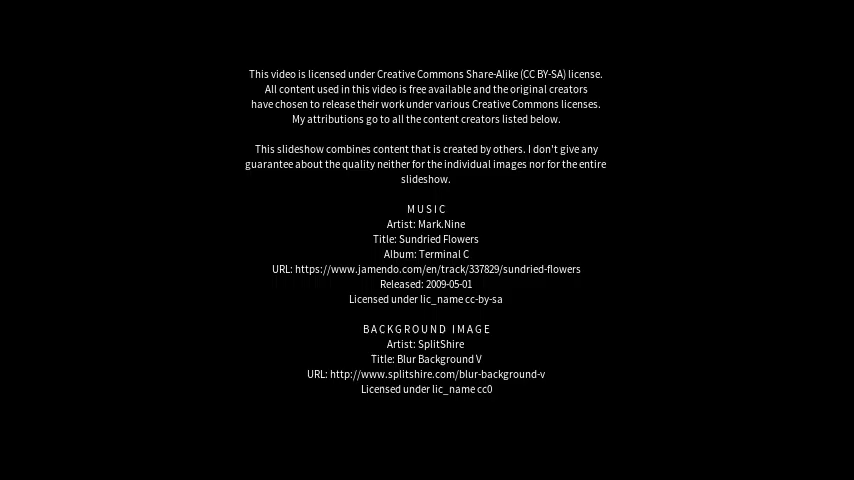 This video is licensed under Creative Commons Share-Alike (CC BY-SA) license.
All content used in this video is free available and the original creators
have chosen to release their work under various Creative Commons licenses.
My attributions go to all the content creators listed below.
This slideshow combines content that is created by others. I don't give any
guarantee about the quality neither for the individual images nor for the entire
slideshow.
MUSIC
Artist: Mark.Nine
Title: Sundried Flowers
Album: Terminal C
URL: https://www.jamendo.com/en/track/337829/sundried-flowers
Released: 2009-05-01
Licensed under lic_name cc-by-sa
BACKGROUND IMAGE
Artist: SplitShire
Title: Blur Background V
URL: http://www.splitshire.com/blur-background-v
Licensed under lic_name cc0